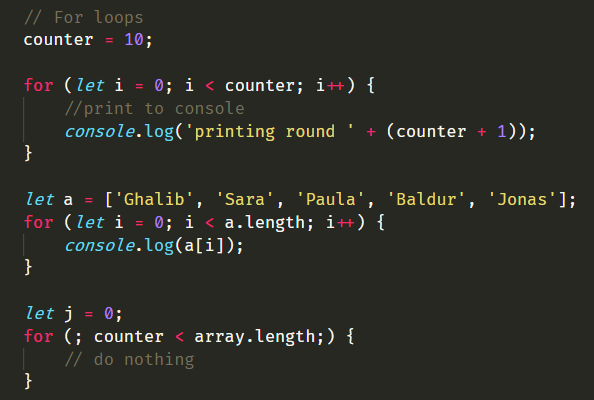 // For loops
counter = 10;
for (let i = 0; i < counter; i++) {
//print to console
console.log('printing round ' + (counter + 1));
}
let a = ['Ghalib', 'Sara', 'Paula', 'Baldur', 'Jonas'];
for (let i = 0; i < a.length; i++) {
console.log(a[i]);
}
let j = 0;
for (; counter < array.length;) {
// do nothing
}